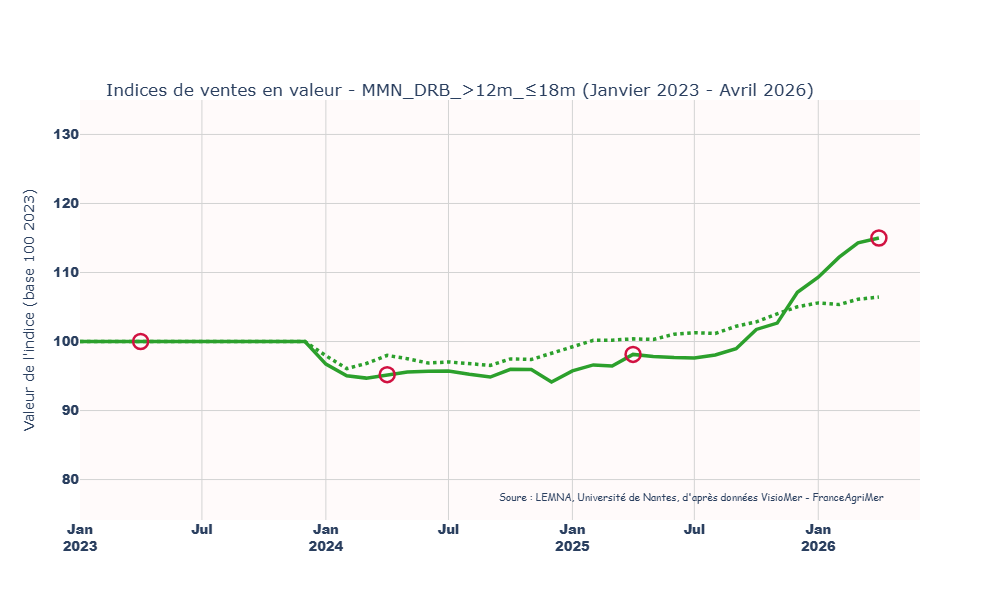 Indices de ventes en valeur - MMN_DRB_>12m_≤18m (Janvier 2023 - Avril 2026)
Valeur de l'indice (base 100 2023)
130
120
110
100
90
80
Soure : LEMNA, Université de Nantes, d'après données VisioMer - FranceAgriMer
Jan Jul Jan Jul Jan Jul Jan
2023 2024 2025 2026